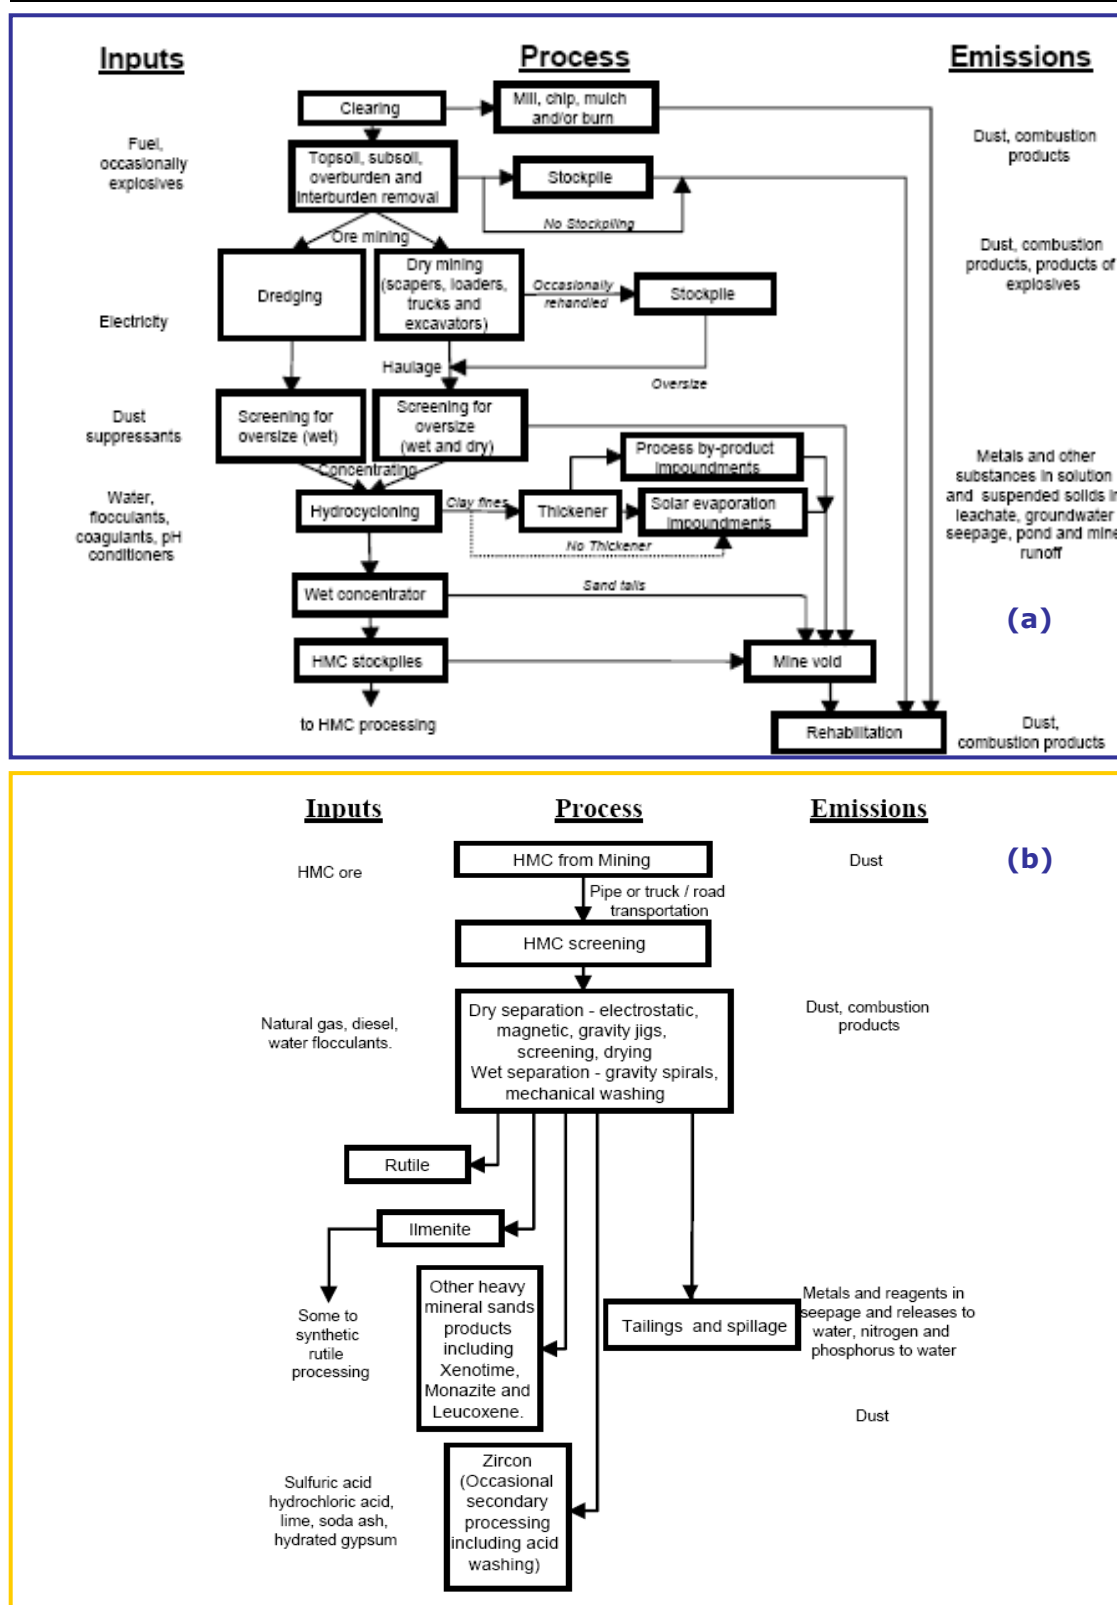 Inputs
Process
Emissions
Clearing
Mill, chip, mulch
and/or burn
Dust, combustion
products
Fuel,
occasionally
explosives
Topsoil, subsoil,
overburden and
interburden removal
Stockpile
No Stockpiling
Ore mining
Dust, combustion
products, products of
explosives
Dredging
Dry mining
(scapers, loaders,
trucks and
excavators)
Occasionally
rehandled
Stockpile
Electricity
Haulage
Oversize
Dust
suppressants
Screening for
oversize (wet)
Screening for
oversize
(wet and dry)
Concentrating
Process by-product
impoundments
Metals and other
substances in solution
and suspended solids in
leachate, groundwater
seepage, pond and mine
runoff
Water,
flocculants,
coagulants, pH
conditioners
Hydrocycloning
Clay fines
Thickener
Solar evaporation
impoundments
No Thickener
Wet concentrator
Sand tails
(a)
HMC stockpiles
Mine void
to HMC processing
Rehabilitation
Dust,
combustion products
Inputs
Process
Emissions
HMC ore
HMC from Mining
Dust
(b)
Pipe or truck / road
transportation
HMC screening
Natural gas, diesel,
water flocculants.
Dry separation - electrostatic,
magnetic, gravity jigs,
screening, drying
Wet separation - gravity spirals,
mechanical washing
Dust, combustion
products
Rutile
Ilmenite
Some to
synthetic
rutile
processing
Other heavy
mineral sands
products
including
Xenotime,
Monazite and
Leucoxene.
Tailings and spillage
Metals and reagents in
seepage and releases to
water, nitrogen and
phosphorus to water
Dust
Sulfuric acid
hydrochloric acid,
lime, soda ash,
hydrated gypsum
Zircon
(Occasional
secondary
processing
including acid
washing)